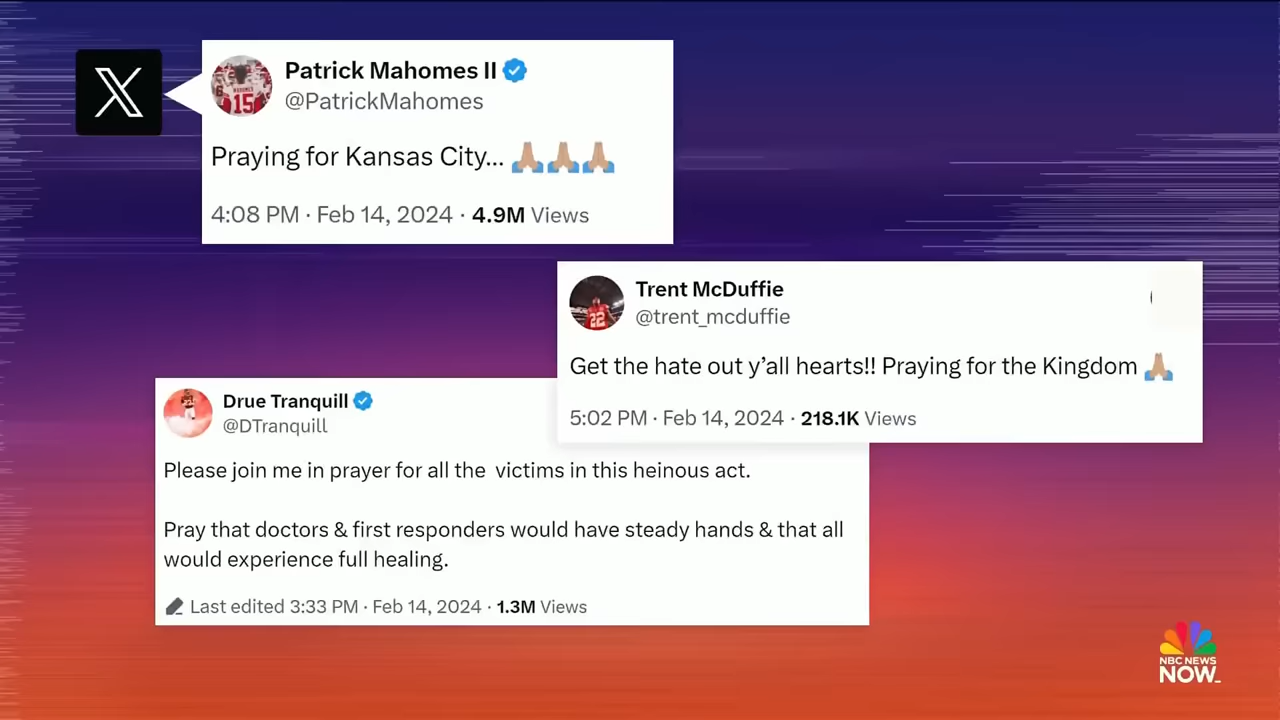 Patrick Mahomes II
@PatrickMahomes
Praying for Kansas City... 🙏🏼🙏🏼🙏🏼
4:08 PM · Feb 14, 2024 · 4.9M Views
Trent McDuffie
@trent_mcduffie
Get the hate out y’all hearts!! Praying for the Kingdom 🙏🏼
5:02 PM · Feb 14, 2024 · 218.1K Views
Drue Tranquill
@DTranquill
Please join me in prayer for all the  victims in this heinous act.
Pray that doctors & first responders would have steady hands & that all
would experience full healing.
Last edited 3:33 PM · Feb 14, 2024 · 1.3M Views
NBC NEWS
NOW_